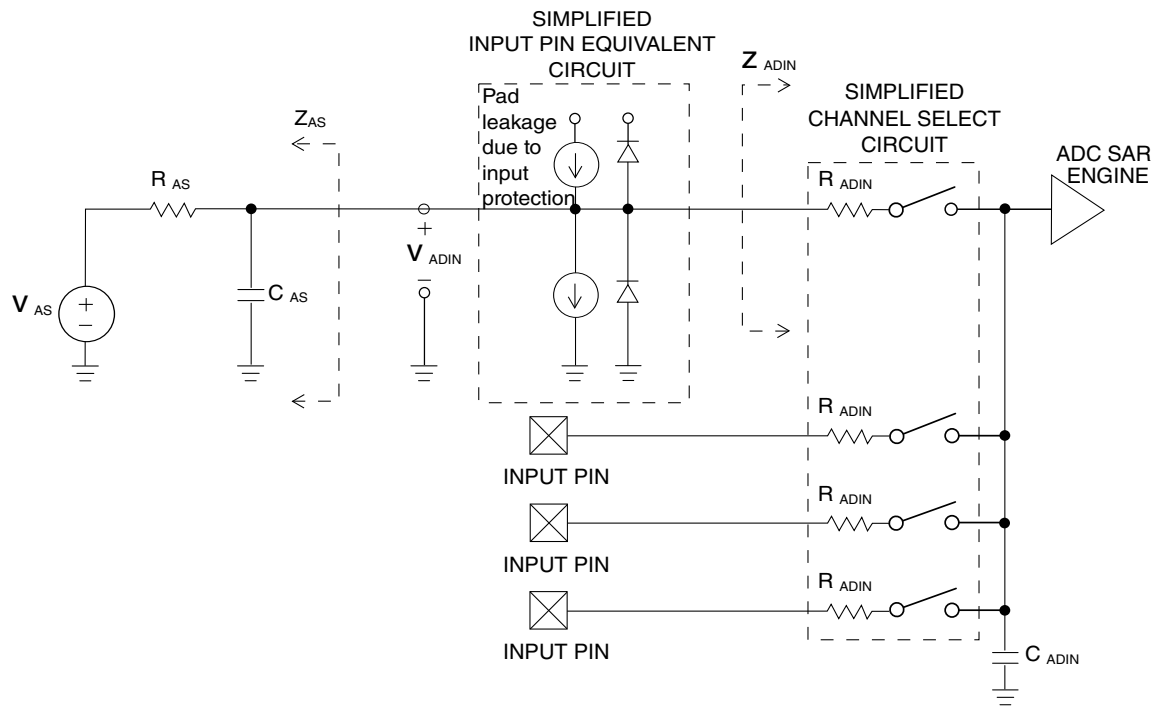 SIMPLIFIED
INPUT PIN EQUIVALENT
CIRCUIT
Z ADIN
SIMPLIFIED
CHANNEL SELECT
CIRCUIT
ADC SAR
ENGINE
Pad
leakage
due to
input
protection
Z AS
R AS
R ADIN
+
V ADIN
−
C AS
V AS
+
−
R ADIN
INPUT PIN
R ADIN
INPUT PIN
R ADIN
INPUT PIN
C ADIN